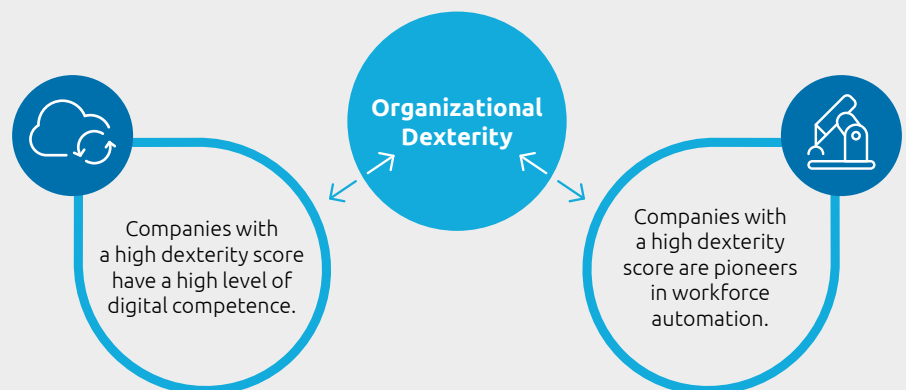 Organizational
Dexterity
Companies with
a high dexterity score
have a high level of
digital competence.
Companies with
a high dexterity
score are pioneers
in workforce
automation.